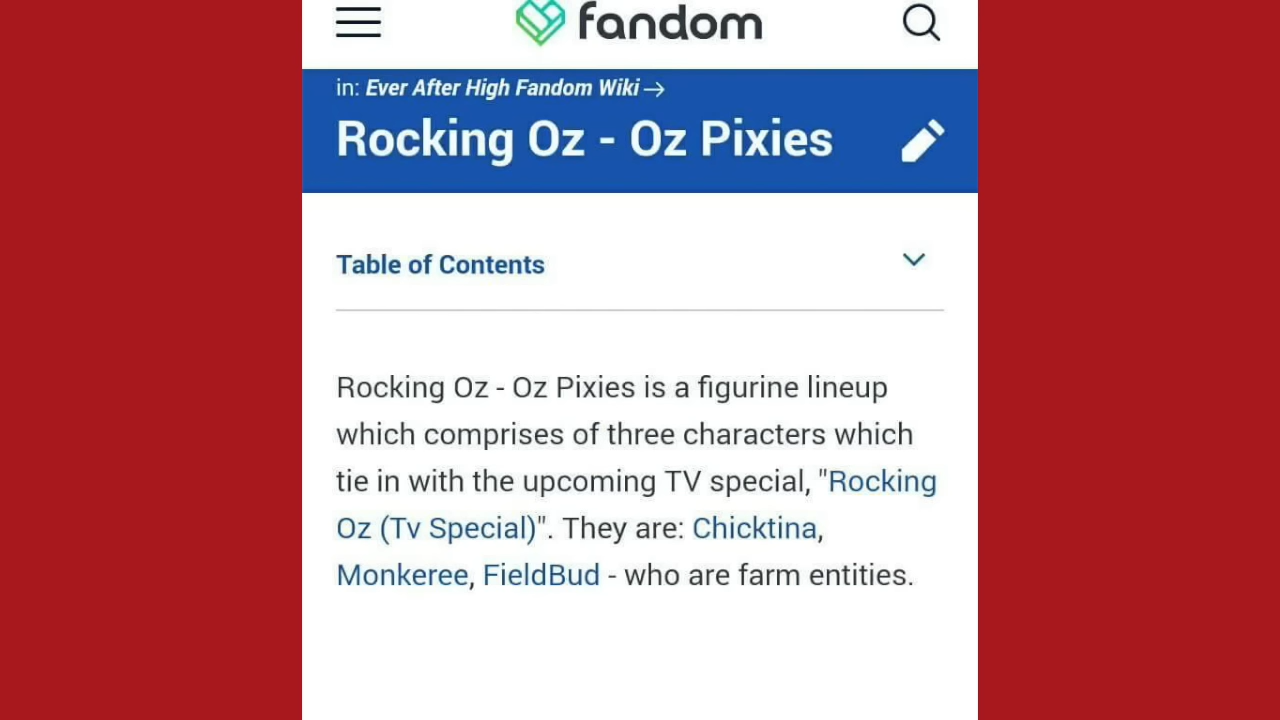 fandom
in: Ever After High Fandom Wiki →
Rocking Oz - Oz Pixies
Table of Contents
Rocking Oz - Oz Pixies is a figurine lineup
which comprises of three characters which
tie in with the upcoming TV special, "Rocking
Oz (Tv Special)". They are: Chicktina,
Monkeree, FieldBud - who are farm entities.